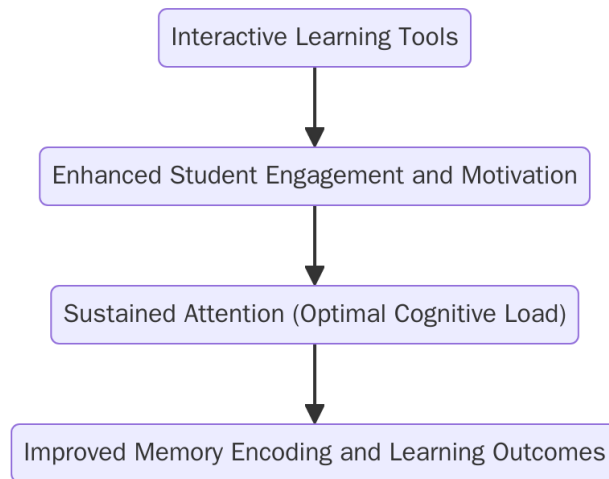 Interactive Learning Tools
Enhanced Student Engagement and Motivation
Sustained Attention (Optimal Cognitive Load)
Improved Memory Encoding and Learning Outcomes